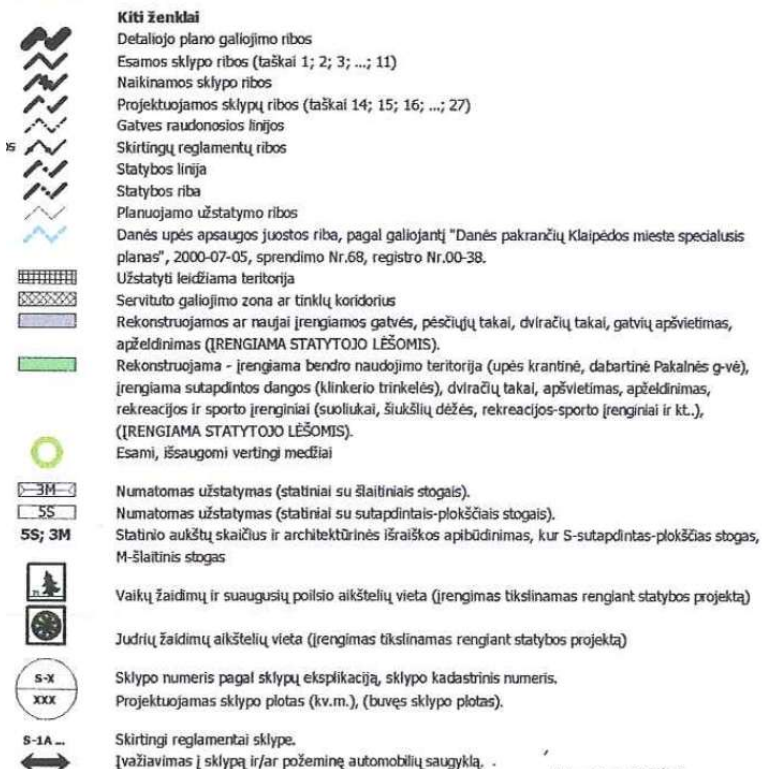 Kiti ženklai
Detaliojo plano galiojimo ribos
Esamos sklypo ribos (taškai 1; 2; 3; ...; 11)
Naikinamos sklypo ribos
Projektuojamos sklypų ribos (taškai 14; 15; 16; ...; 27)
Gatves raudonosios linijos
Skirtingų reglamentų ribos
Statybos linija
Statybos riba
Planuojamo užstatymo ribos
Danės upės apsaugos juostos riba, pagal galiojantį "Danės pakrančių Klaipėdos mieste specialusis
planas", 2000-07-05, sprendimo Nr.68, registro Nr.00-38.
Užstatyti leidžiama teritorija
Servituto galiojimo zona ar tinklų koridorius
Rekonstruojamos ar naujai įrengiamos gatvės, pėsčiųjų takai, dviračių takai, gatvių apšvietimas,
apželdinimas (ĮRENGIAMA STATYTOJO LĖŠOMIS).
Rekonstruojama - įrengiama bendro naudojimo teritorija (upės krantinė, dabartinė Pakalnės g-vė),
įrengiama sutapdintos dangos (klinkerio trinkelės), dviračių takai, apšvietimas, apželdinimas,
rekreacijos ir sporto įrenginiai (suoliukai, šiukšlių dėžės, rekreacijos-sporto įrenginiai ir kt..),
(ĮRENGIAMA STATYTOJO LĖŠOMIS).
Esami, išsaugomi vertingi medžiai
3M Numatomas užstatymas (statiniai su šlaitiniais stogais).
5S Numatomas užstatymas (statiniai su sutapdintais-plokščiais stogais).
5S; 3M Statinio aukštų skaičius ir architektūrinės išraiškos apibūdinimas, kur S-sutapdintas-plokščias stogas,
M-šlaitinis stogas
Vaikų žaidimų ir suaugusių poilsio aikštelių vieta (įrengimas tikslinamas rengiant statybos projektą)
Judrių žaidimų aikštelių vieta (įrengimas tikslinamas rengiant statybos projektą)
S-X Sklypo numeris pagal sklypų eksplikaciją, sklypo kadastrinis numeris.
XXX Projektuojamas sklypo plotas (kv.m.), (buvęs sklypo plotas).
S-1A ... Skirtingi reglamentai sklype.
Įvažiavimas į sklypą ir/ar požeminę automobilių saugyklą.